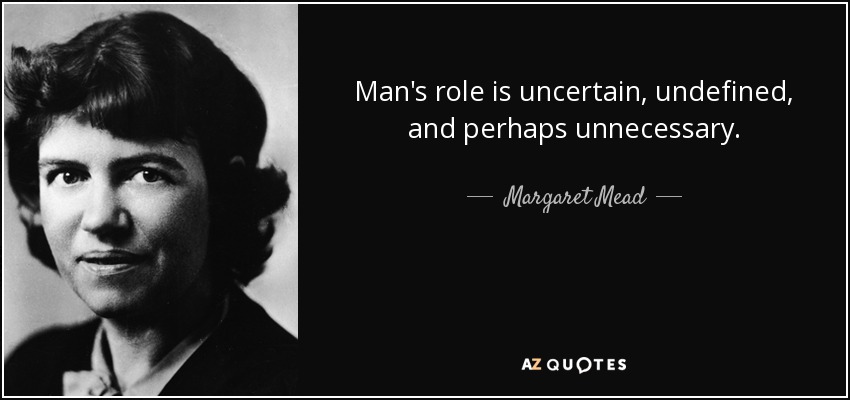 Man's role is uncertain, undefined,
and perhaps unnecessary.
Margaret Mead
AZ QUOTES